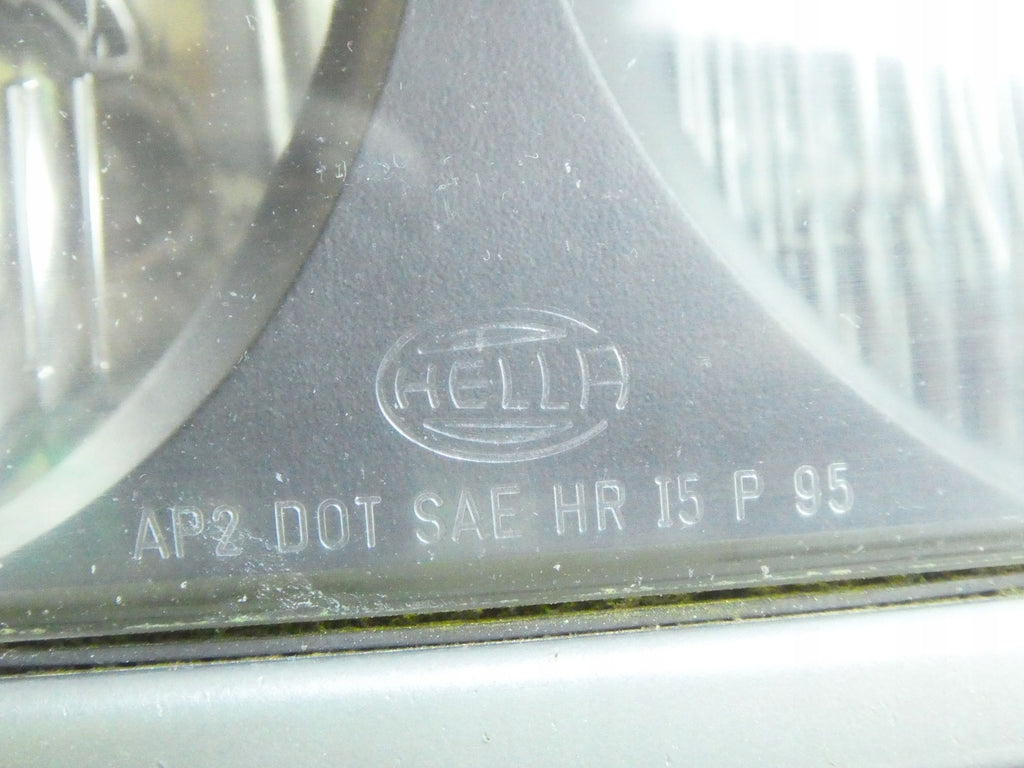 HELLA
AP2 DOT SAE HR I5 P 95